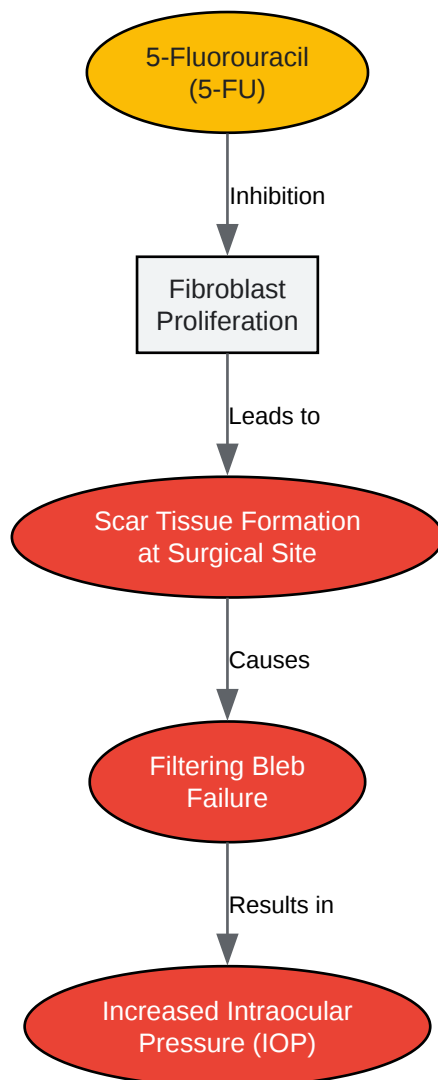 5-Fluorouracil
(5-FU)
Inhibition
Fibroblast
Proliferation
Leads to
Scar Tissue Formation
at Surgical Site
Causes
Filtering Bleb
Failure
Results in
Increased Intraocular
Pressure (IOP)